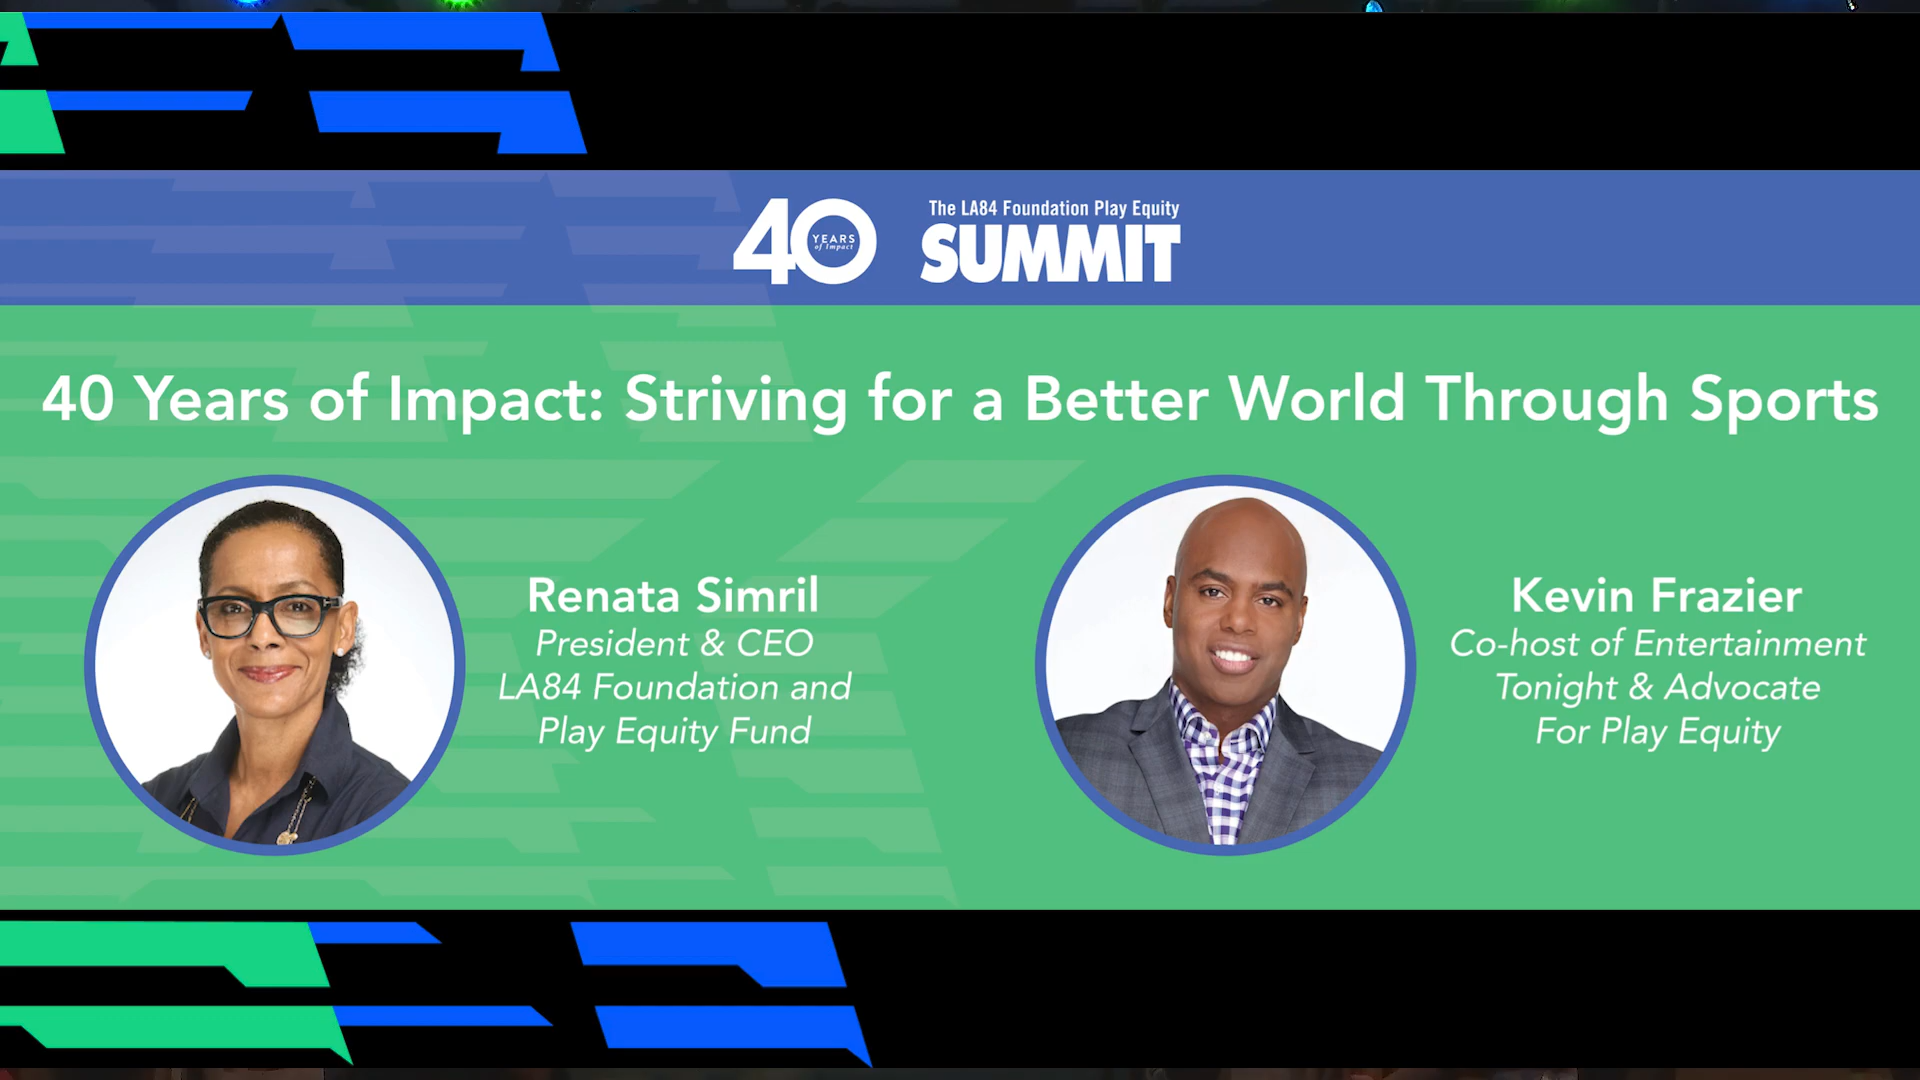 40
YEARS
of Impact
The LA84 Foundation Play Equity
SUMMIT
40 Years of Impact: Striving for a Better World Through Sports
Renata Simril
President & CEO
LA84 Foundation and
Play Equity Fund
Kevin Frazier
Co-host of Entertainment
Tonight & Advocate
For Play Equity